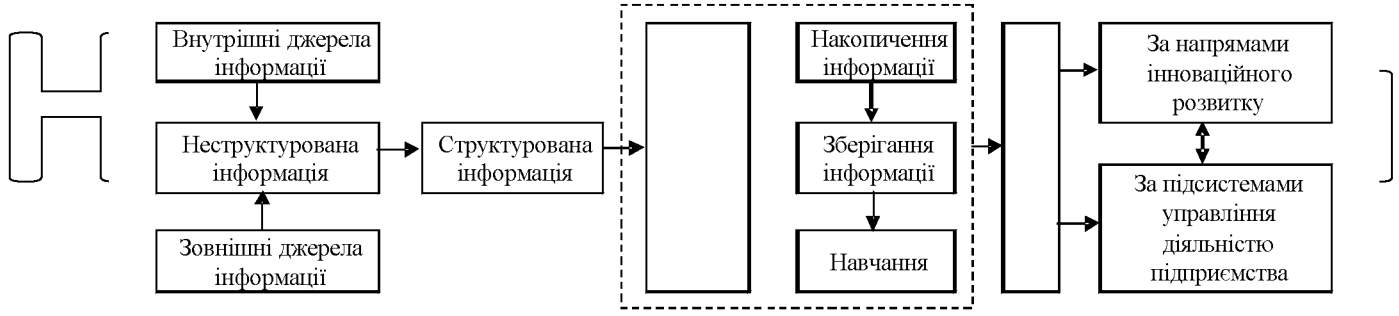 Внутрішні джерела
інформації
Неструктурована
інформація
Зовнішні джерела
інформації
Структурована
інформація
Накопичення
інформації
Зберігання
інформації
Навчання
За напрямами
інноваційного
розвитку
За підсистемами
управління
діяльністю
підприємства